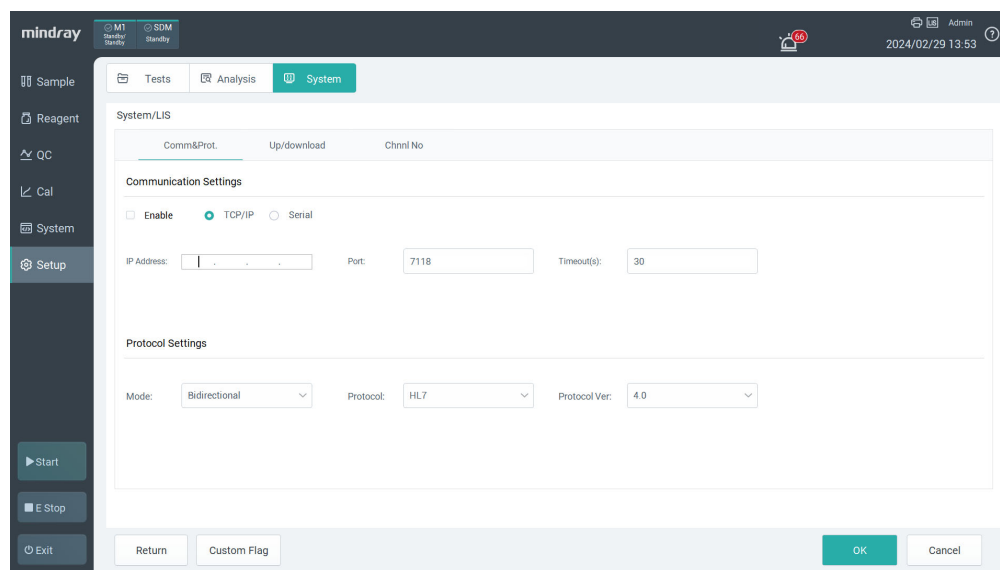 mindray
M1
Standby/
Standby
SDM
Standby
66
LIS
Admin
2024/02/29 13:53
?
Sample
Reagent
QC
Cal
System
Setup
Start
E Stop
Exit
Tests
Analysis
System
System/LIS
Comm&Prot.
Up/download
Chnnl No
Communication Settings
Enable
TCP/IP
Serial
IP Address:
. . .
Port:
7118
Timeout(s):
30
Protocol Settings
Mode:
Bidirectional
Protocol:
HL7
Protocol Ver:
4.0
Return
Custom Flag
OK
Cancel